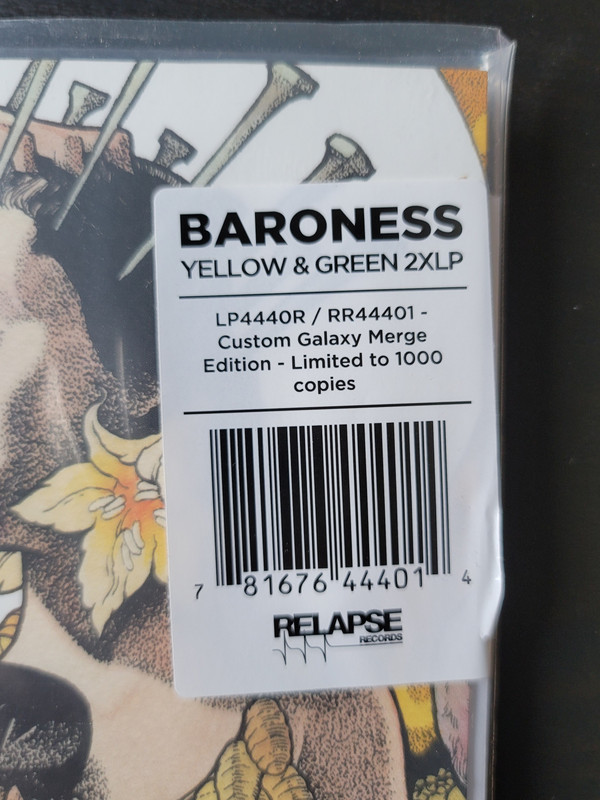 BARONESS
YELLOW & GREEN 2XLP
LP4440R / RR44401 -
Custom Galaxy Merge
Edition - Limited to 1000
copies
7 81676 44401 4
RELAPSE
RECORDS